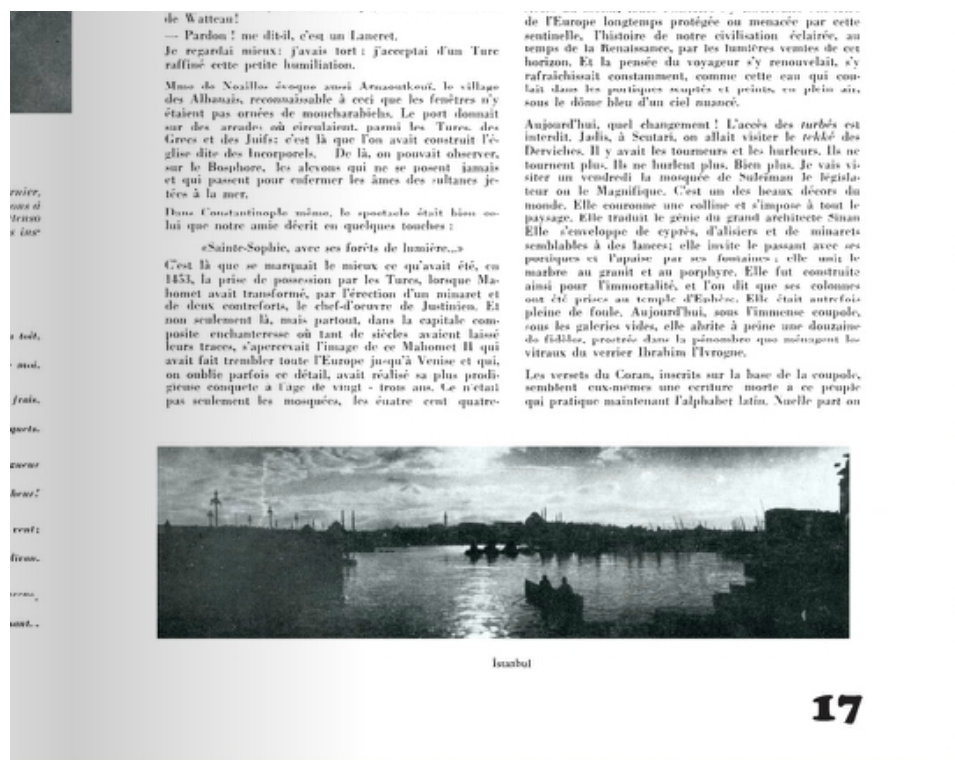 rnier,
ous à
ins-
toit,
mai.
frais,
quets.
cent;
de Watteau!
— Pardon ! me dit-il, c'est un Lancret.
Je regardai mieux: j'avais tort; j'acceptai d'un Turc
raffiné cette petite humiliation.
Mme de Noailles évoque aussi Arnaoutkeuï, le village
des Albanais, reconnaissable à ceci que les fenêtres n'y
étaient pas ornées de moucharabiehs. Le port donnait
sur des arcades où circulaient, parmi les Turcs, des
Grecs et des Juifs; c'est là que l'on avait construit l'é-
glise dite des Incorporels. De là, on pouvait observer,
sur le Bosphore, les alcyons qui ne se posent jamais
et qui passent pour enfermer les âmes des sultanes je-
tées à la mer.
Dans Constantinople même, le spectacle était bien ce-
lui que notre amie décrit en quelques touches :
«Sainte-Sophie, avec ses forêts de lumière...»
C'est là que se marquait le mieux ce qu'avait été, en
1453, la prise de possession par les Turcs, lorsque Ma-
homet avait transformé, par l'érection d'un minaret et
de deux contreforts, le chef-d'œuvre de Justinien. Et
non seulement là, mais partout, dans la capitale com-
posite enchanteresse où tant de siècles avaient laissé
leurs traces, s'apercevait l'image de ce Mahomet II qui
avait fait trembler toute l'Europe jusqu'à Venise et qui,
on oublie parfois ce détail, avait réalisé sa plus prodi-
gieuse conquête à l'âge de vingt - trois ans. Ce n'était
pas seulement les mosquées, les quatre cent quatre-
de l'Europe longtemps protégée ou menacée par cette
sentinelle, l'histoire de notre civilisation éclairée, au
temps de la Renaissance, par les lumières venues de cet
horizon. Et la pensée du voyageur s'y renouvelait, s'y
rafraîchissait constamment, comme cette eau qui cou-
lait dans les portiques sculptés et peints, en plein air,
sous le dôme bleu d'un ciel nuancé.
Aujourd'hui, quel changement ! L'accès des turbés est
interdit. Jadis, à Scutari, on allait visiter le tekké des
Derviches. Il y avait les tourneurs et les hurleurs. Ils ne
tournent plus. Ils ne hurlent plus. Bien plus. Je vais vi-
siter un vendredi la mosquée de Suleïman le législa-
teur ou le Magnifique. C'est un des beaux décors du
monde. Elle couronne une colline et s'impose à tout le
paysage. Elle traduit le génie du grand architecte Sinan
Elle s'enveloppe de cyprès, d'alisiers et de minarets
semblables à des lances; elle invite le passant avec ses
portiques et l'apaise par ses fontaines ; elle unit le
marbre au granit et au porphyre. Elle fut construite
ainsi pour l'immortalité, et l'on dit que ses colonnes
ont été prises au temple d'Ephèse. Elle était autrefois
pleine de foule. Aujourd'hui, sous l'immense coupole,
sous les galeries vides, elle abrite à peine une douzaine
de fidèles, prostrés dans la pénombre que ménagent les
vitraux du verrier Ibrahim l'Ivrogne.
Les versets du Coran, inscrits sur la base de la coupole,
semblent eux-mêmes une écriture morte à ce peuple
qui pratique maintenant l'alphabet latin. Nuelle part on
İstanbul
17